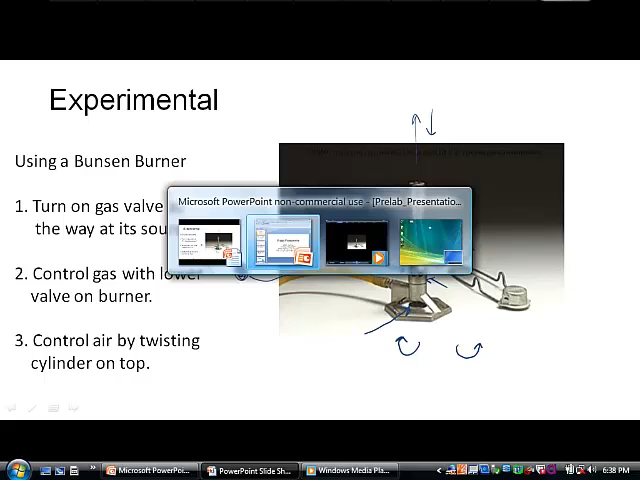 Experimental
Using a Bunsen Burner
1. Turn on gas valve
the way at its sou
2. Control gas with lower
valve on burner.
3. Control air by twisting
cylinder on top.
Microsoft PowerPoint non-commercial use - [Prelab_Presentatio...
Microsoft PowerPoi...
PowerPoint Slide Sh...
Windows Media Pla...
6:38 PM